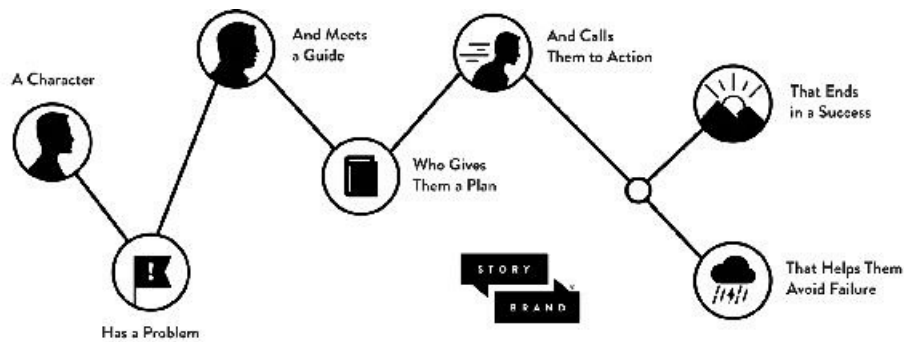 A Character
Has a Problem
And Meets
a Guide
Who Gives
Them a Plan
And Calls
Them to Action
That Ends
in a Success
That Helps Them
Avoid Failure
STORY
BRAND